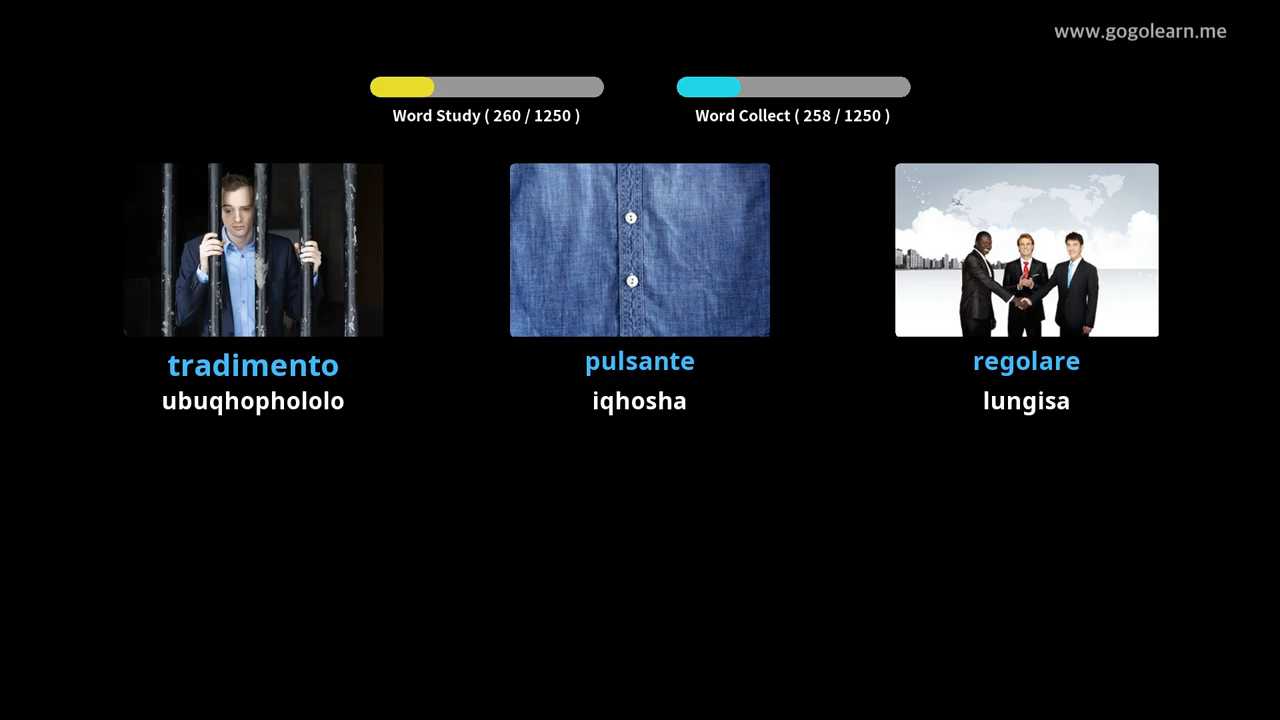 www.gogolearn.me
Word Study ( 260 / 1250 )
Word Collect ( 258 / 1250 )
tradimento
ubuqhophololo
pulsante
iqhosha
regolare
lungisa